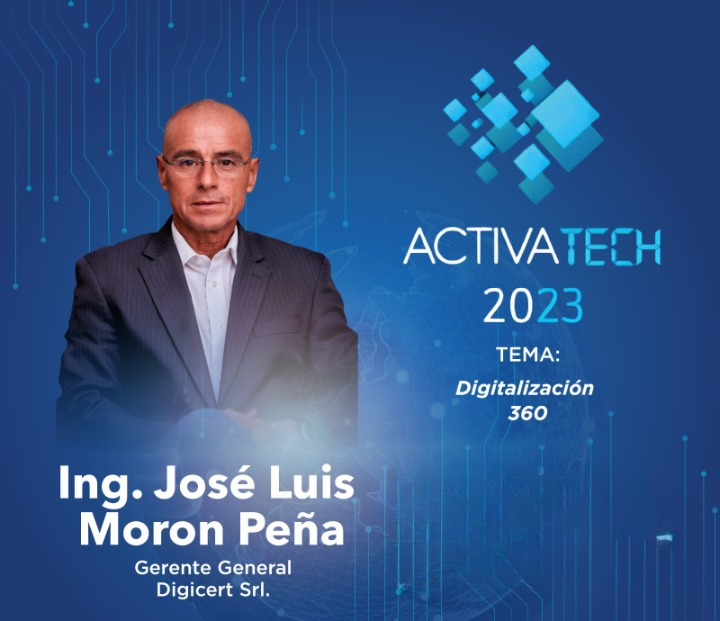 ACTIVATECH
2023
TEMA:
Digitalización
360
Ing. José Luis
Moron Peña
Gerente General
Digicert Srl.